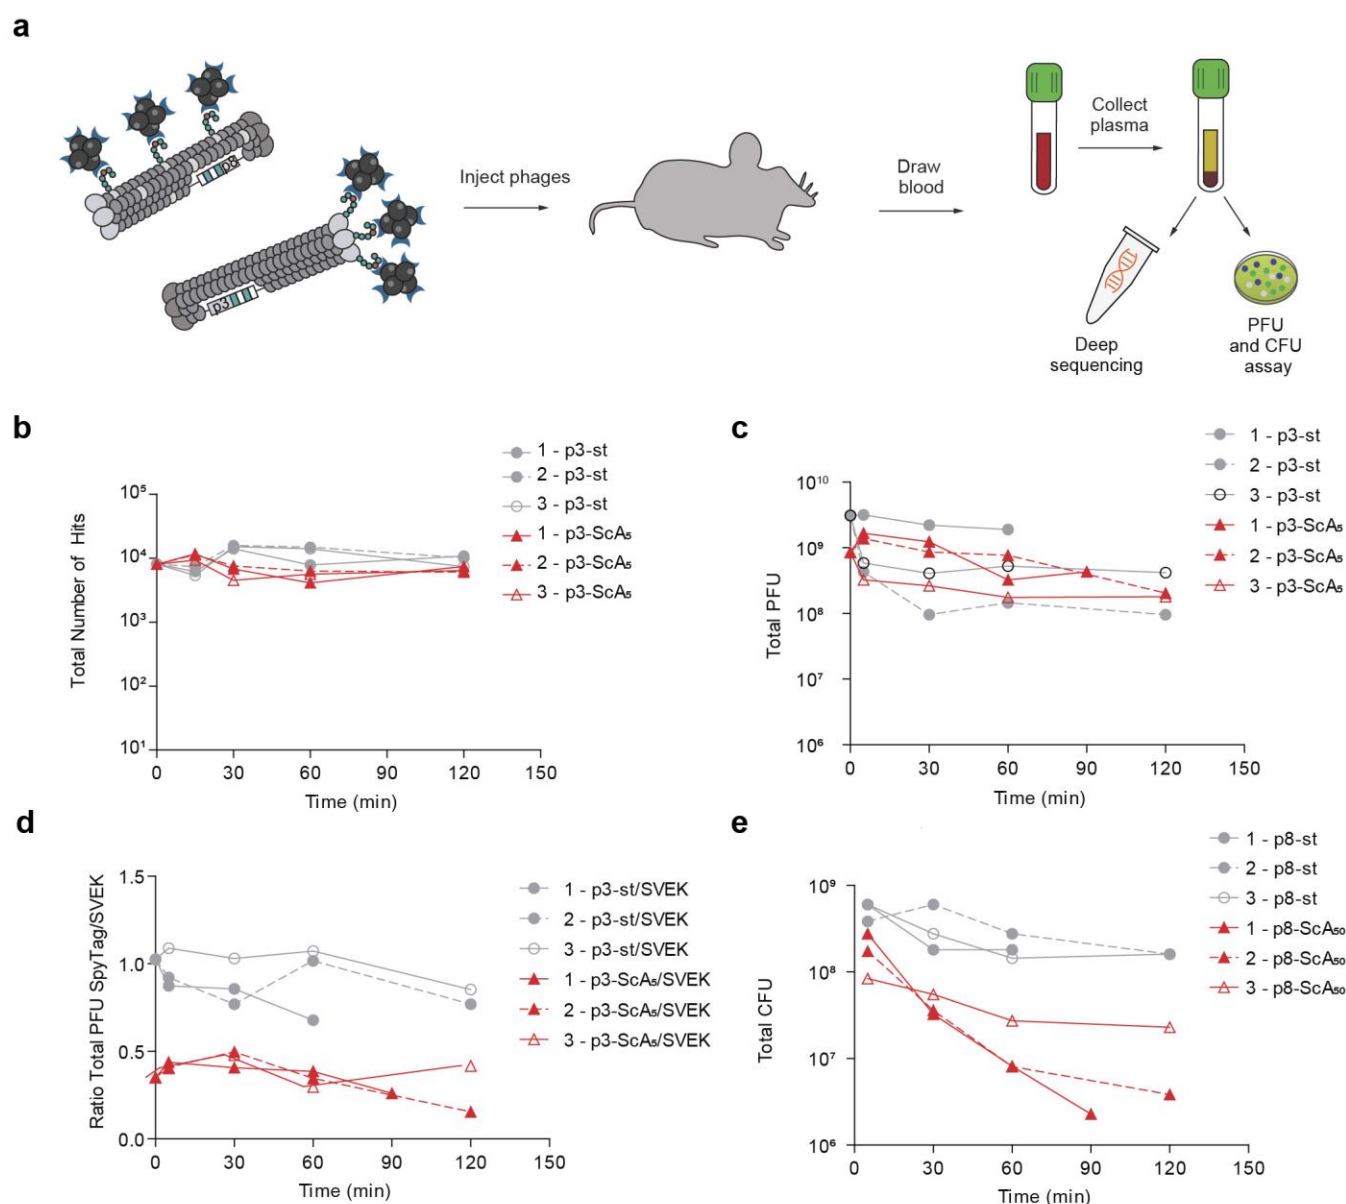 a
p8
p3
Inject phages
Draw
blood
Collect
plasma
Deep
sequencing
PFU
and CFU
assay
b
Total Number of Hits
10⁵
10⁴
10³
10²
10¹
0 30 60 90 120 150
Time (min)
1 - p3-st
2 - p3-st
3 - p3-st
1 - p3-ScA₅
2 - p3-ScA₅
3 - p3-ScA₅
c
Total PFU
10¹⁰
10⁹
10⁸
10⁷
10⁶
0 30 60 90 120 150
Time (min)
1 - p3-st
2 - p3-st
3 - p3-st
1 - p3-ScA₅
2 - p3-ScA₅
3 - p3-ScA₅
d
Ratio Total PFU SpyTag/SVEK
1.5
1.0
0.5
0.0
0 30 60 90 120 150
Time (min)
1 - p3-st/SVEK
2 - p3-st/SVEK
3 - p3-st/SVEK
1 - p3-ScA₅/SVEK
2 - p3-ScA₅/SVEK
3 - p3-ScA₅/SVEK
e
Total CFU
10⁹
10⁸
10⁷
10⁶
0 30 60 90 120 150
Time (min)
1 - p8-st
2 - p8-st
3 - p8-st
1 - p8-ScA₅₀
2 - p8-ScA₅₀
3 - p8-ScA₅₀